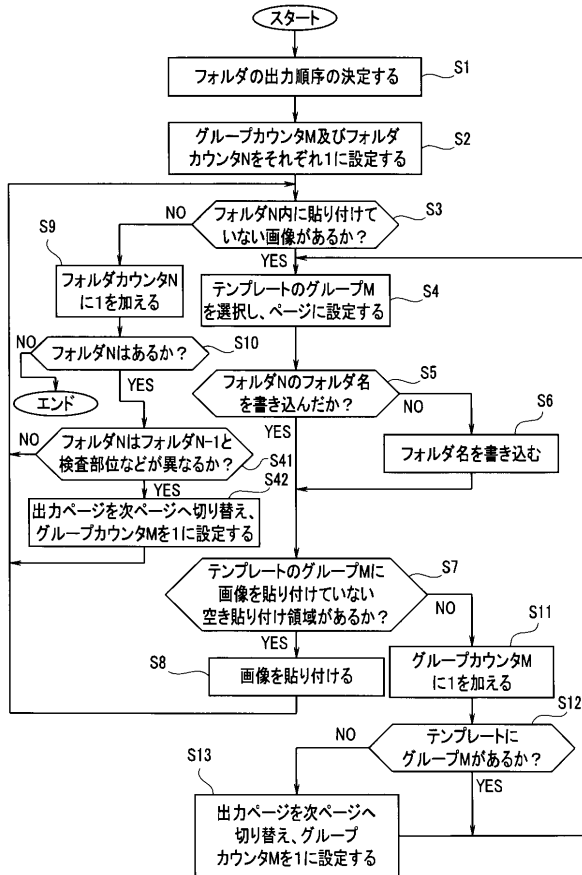 スタート
フォルダの出力順序の決定する
S1
グループカウンタM及びフォルダ
カウンタNをそれぞれ1に設定する
S2
フォルダN内に貼り付けて
いない画像があるか?
S3
NO
YES
S9
フォルダカウンタN
に1を加える
テンプレートのグループM
を選択し、ページに設定する
S4
フォルダNはあるか?
S10
NO
YES
エンド
フォルダNのフォルダ名
を書き込んだか?
S5
NO
YES
S6
フォルダ名を書き込む
フォルダNはフォルダN-1と
検査部位などが異なるか?
S41
NO
YES
S42
出力ページを次ページへ切り替え、
グループカウンタMを1に設定する
テンプレートのグループMに
画像を貼り付けていない
空き貼り付け領域があるか?
S7
NO
YES
S8
画像を貼り付ける
S11
グループカウンタM
に1を加える
S12
テンプレートに
グループMがあるか?
NO
YES
S13
出力ページを次ページへ
切り替え、グループ
カウンタMを1に設定する